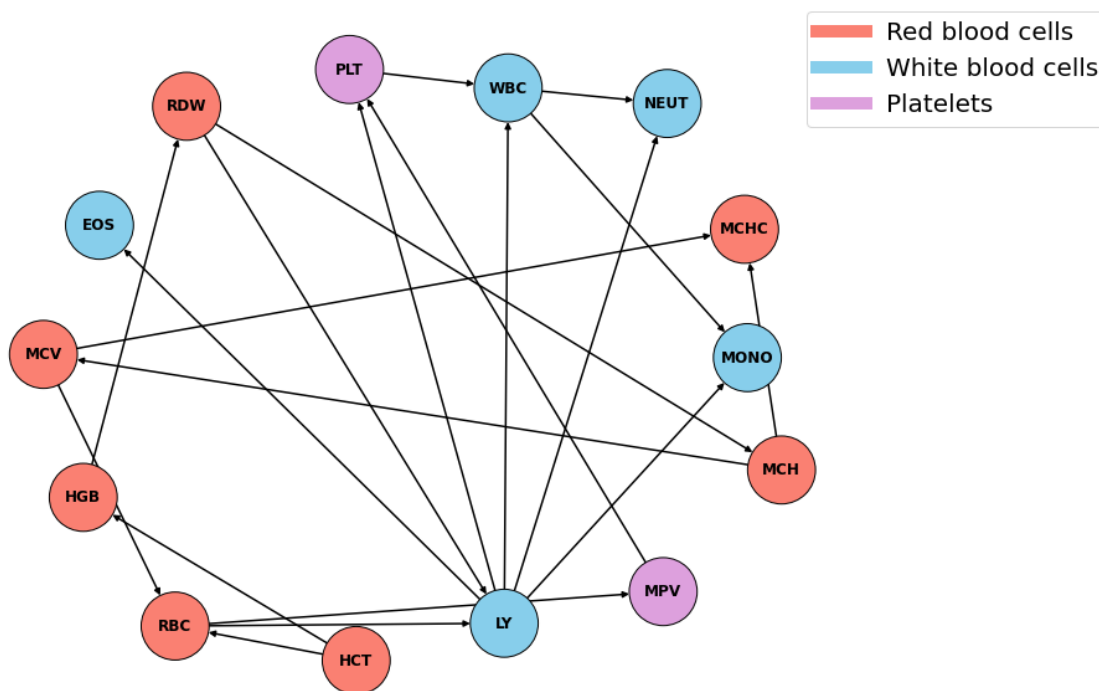 Red blood cells
White blood cells
Platelets
PLT
WBC
NEUT
RDW
EOS
MCHC
MCV
MONO
MCH
HGB
MPV
LY
RBC
HCT